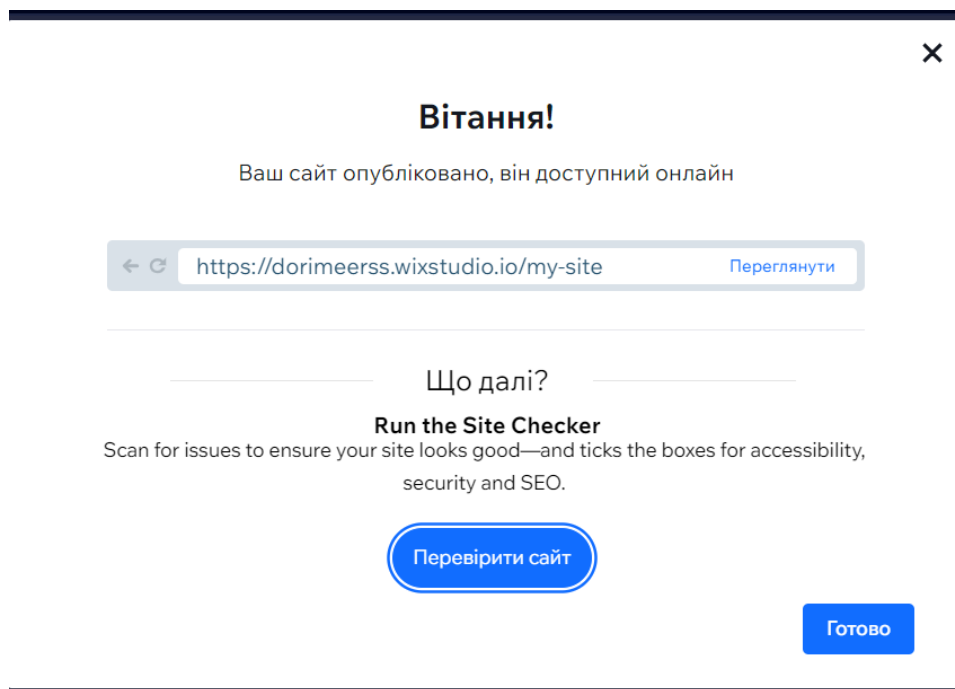 Вітання!
Ваш сайт опубліковано, він доступний онлайн
https://dorimeerss.wixstudio.io/my-site Переглянути
Що далі?
Run the Site Checker
Scan for issues to ensure your site looks good—and ticks the boxes for accessibility,
security and SEO.
Перевірити сайт
Готово